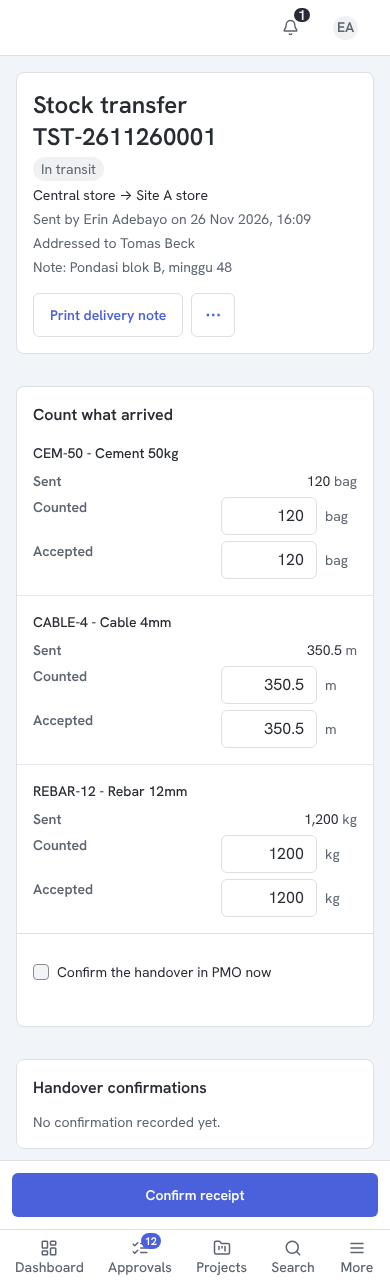 1
EA
Stock transfer
TST-2611260001
In transit
Central store → Site A store
Sent by Erin Adebayo on 26 Nov 2026, 16:09
Addressed to Tomas Beck
Note: Pondasi blok B, minggu 48
Print delivery note
...
Count what arrived
CEM-50 - Cement 50kg
Sent 120 bag
Counted 120 bag
Accepted 120 bag
CABLE-4 - Cable 4mm
Sent 350.5 m
Counted 350.5 m
Accepted 350.5 m
REBAR-12 - Rebar 12mm
Sent 1,200 kg
Counted 1200 kg
Accepted 1200 kg
Confirm the handover in PMO now
Handover confirmations
No confirmation recorded yet.
Confirm receipt
12
Dashboard Approvals Projects Search More